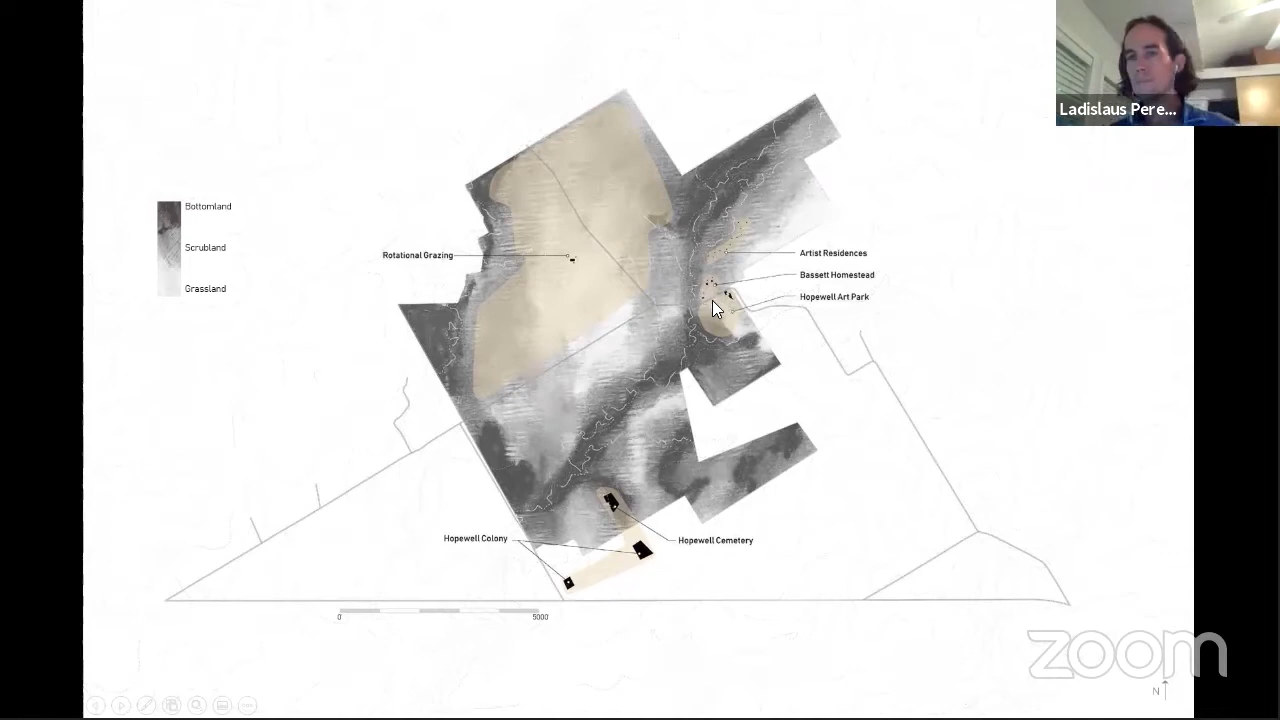 Ladislaus Pere...
Bottomland
Scrubland
Grassland
Rotational Grazing
Artist Residences
Bassett Homestead
Hopewell Art Park
Hopewell Colony
Hopewell Cemetery
0
5000
zoom
N